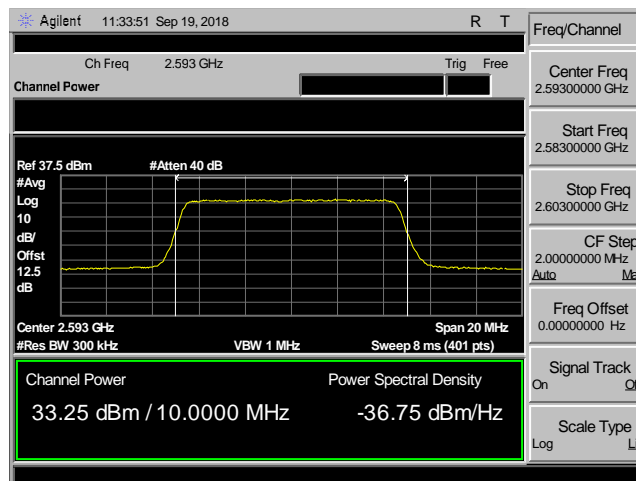 Agilent 11:33:51 Sep 19, 2018 R T
Freq/Channel
Ch Freq 2.593 GHz Trig Free
Channel Power
Center Freq
2.59300000 GHz
Start Freq
2.58300000 GHz
Stop Freq
2.60300000 GHz
CF Step
2.00000000 MHz
Auto Ma
Freq Offset
0.00000000 Hz
Signal Track
On Of
Scale Type
Log Li
Ref 37.5 dBm #Atten 40 dB
#Avg
Log
10
dB/
Offst
12.5
dB
Center 2.593 GHz Span 20 MHz
#Res BW 300 kHz VBW 1 MHz Sweep 8 ms (401 pts)
Channel Power Power Spectral Density
33.25 dBm / 10.0000 MHz -36.75 dBm/Hz